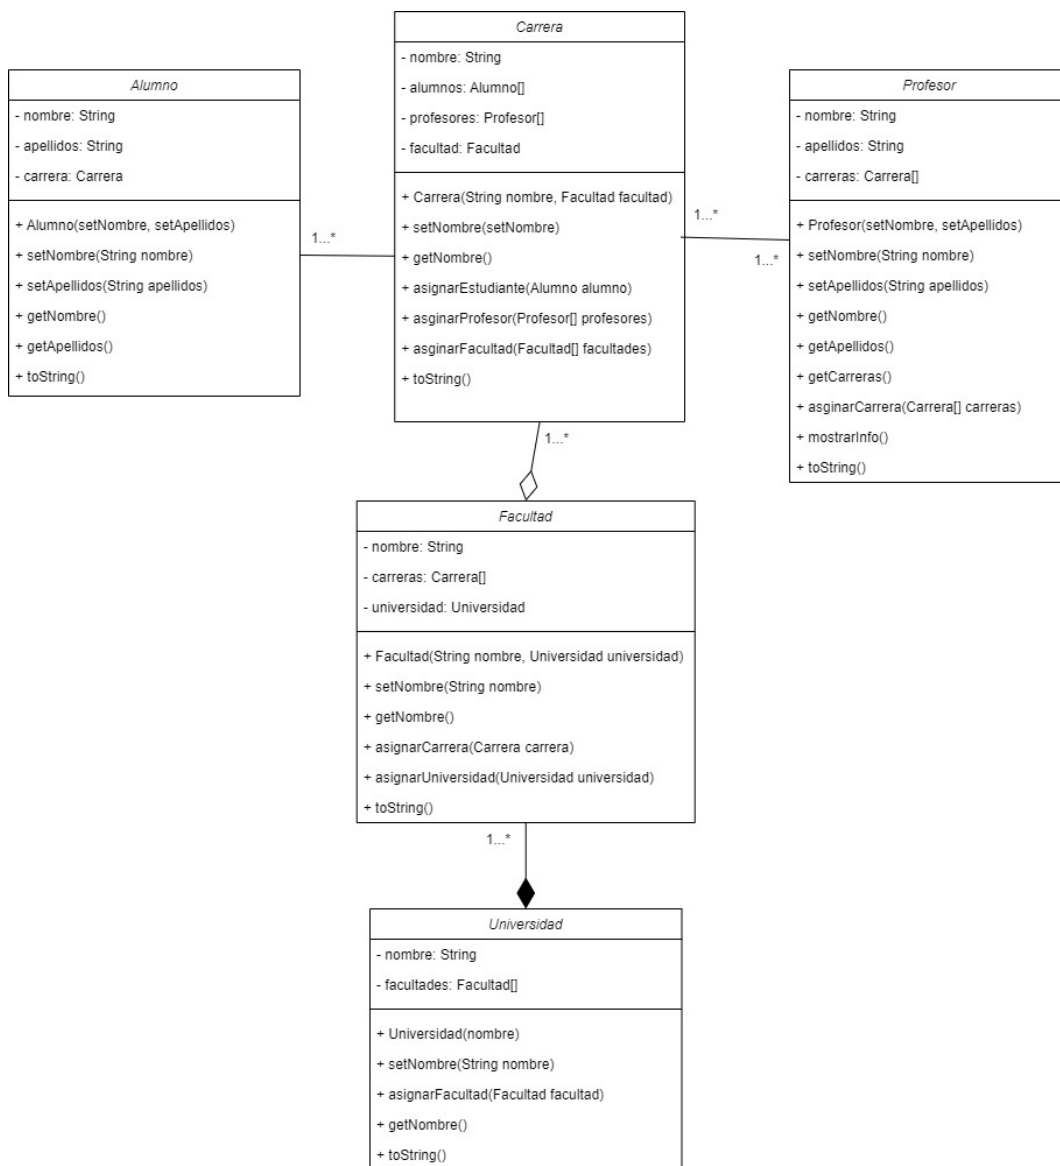 Carrera
- nombre: String
- alumnos: Alumno[]
- profesores: Profesor[]
- facultad: Facultad
+ Carrera(String nombre, Facultad facultad)
+ setNombre(setNombre)
+ getNombre()
+ asignarEstudiante(Alumno alumno)
+ asginarProfesor(Profesor[] profesores)
+ asginarFacultad(Facultad[] facultades)
+ toString()
Alumno
- nombre: String
- apellidos: String
- carrera: Carrera
+ Alumno(setNombre, setApellidos)
+ setNombre(String nombre)
+ setApellidos(String apellidos)
+ getNombre()
+ getApellidos()
+ toString()
1...*
Profesor
- nombre: String
- apellidos: String
- carreras: Carrera[]
+ Profesor(setNombre, setApellidos)
+ setNombre(String nombre)
+ setApellidos(String apellidos)
+ getNombre()
+ getApellidos()
+ getCarreras()
+ asginarCarrera(Carrera[] carreras)
+ mostrarInfo()
+ toString()
1...*
1...*
1...*
Facultad
- nombre: String
- carreras: Carrera[]
- universidad: Universidad
+ Facultad(String nombre, Universidad universidad)
+ setNombre(String nombre)
+ getNombre()
+ asignarCarrera(Carrera carrera)
+ asignarUniversidad(Universidad universidad)
+ toString()
1...*
Universidad
- nombre: String
- facultades: Facultad[]
+ Universidad(nombre)
+ setNombre(String nombre)
+ asignarFacultad(Facultad facultad)
+ getNombre()
+ toString()